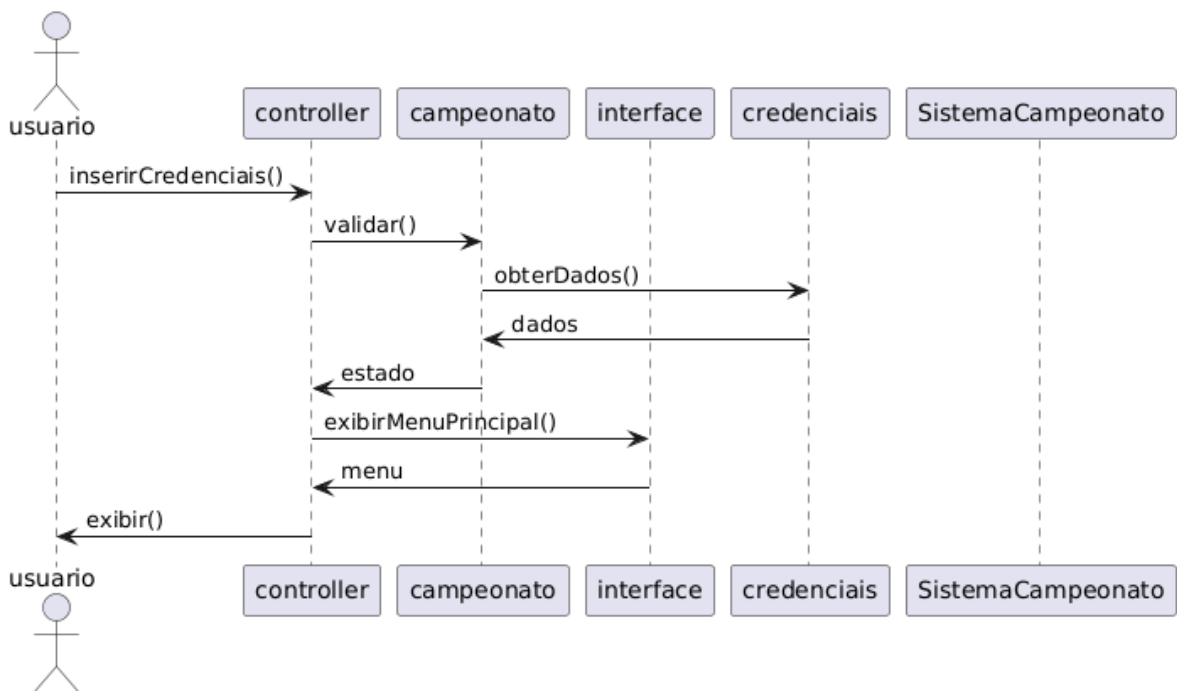 usuario
controller
campeonato
interface
credenciais
SistemaCampeonato
inserirCredenciais()
validar()
obterDados()
dados
estado
exibirMenuPrincipal()
menu
exibir()
usuario
controller
campeonato
interface
credenciais
SistemaCampeonato